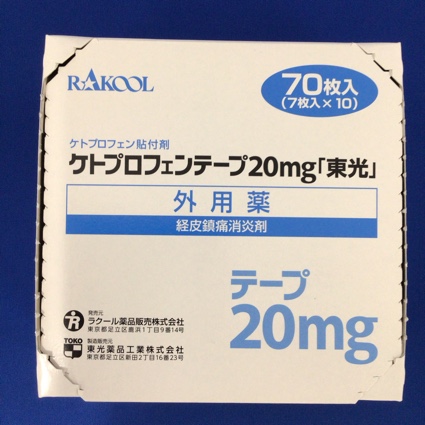 RAKOOL
70枚入
(7枚入×10)
ケトプロフェン貼付剤
ケトプロフェンテープ20mg「東光」
外用薬
経皮鎮痛消炎剤
テープ
20mg
発売元
ラクール薬品販売株式会社
東京都足立区鹿浜1丁目9番14号
TOKO
製造販売元
東光薬品工業株式会社
東京都足立区新田2丁目16番23号